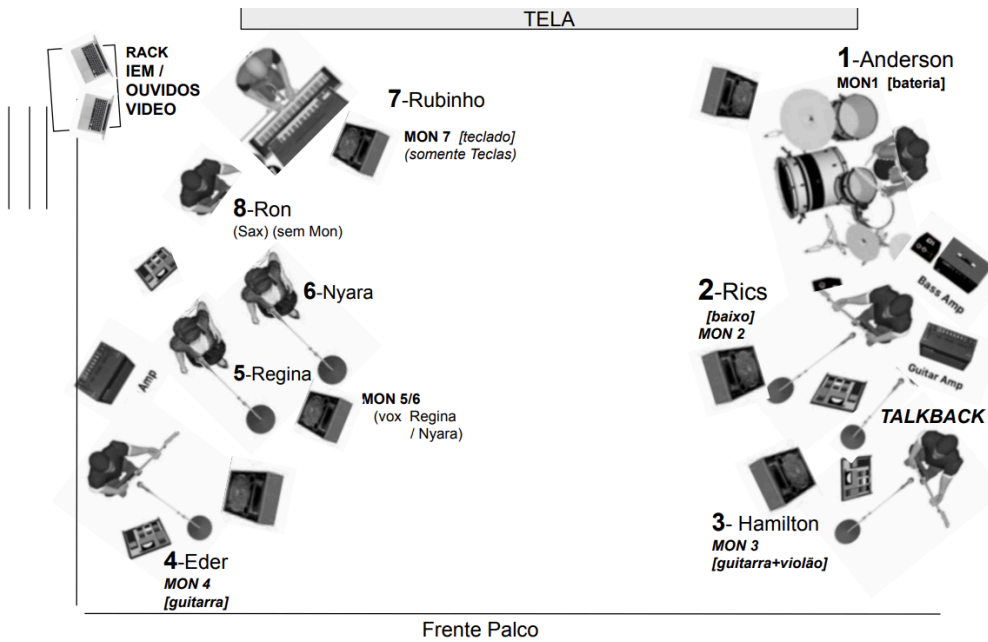 TELA
RACK
IEM /
OUVIDOS
VIDEO
1-Anderson
MON1 [bateria]
7-Rubinho
MON 7 [teclado]
(somente Teclas)
8-Ron
(Sax) (sem Mon)
6-Nyara
2-Rics
[baixo]
MON 2
Bass Amp
Guitar Amp
5-Regina
Amp
MON 5/6
(vox Regina
/ Nyara)
TALKBACK
4-Eder
MON 4
[guitarra]
3- Hamilton
MON 3
[guitarra+violão]
Frente Palco